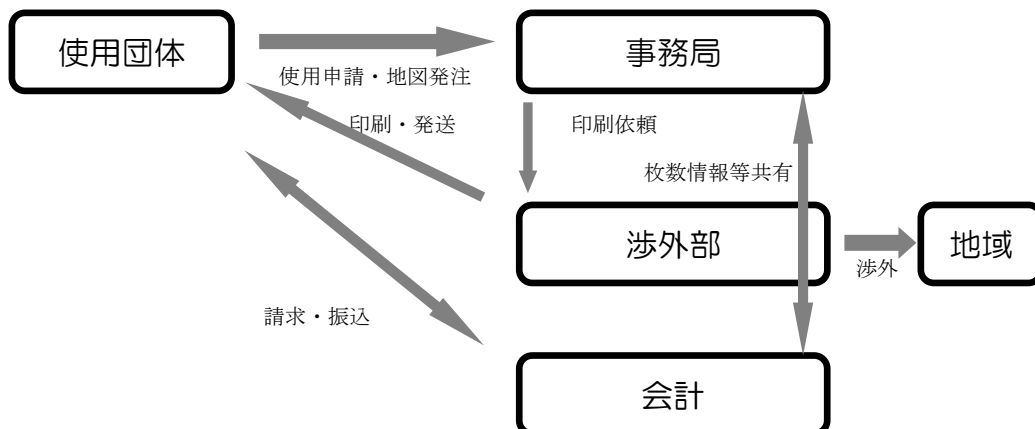 使用団体
事務局
使用申請・地図発注
印刷・発送
印刷依頼
枚数情報等共有
渉外部
地域
渉外
請求・振込
会計